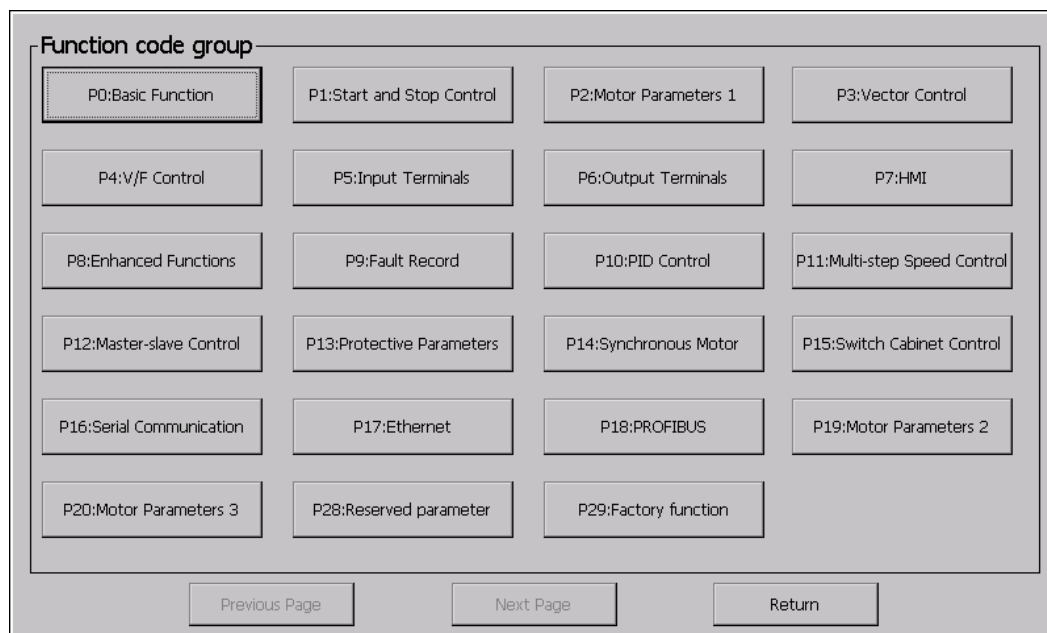 Function code group
P0:Basic Function
P1:Start and Stop Control
P2:Motor Parameters 1
P3:Vector Control
P4:V/F Control
P5:Input Terminals
P6:Output Terminals
P7:HMI
P8:Enhanced Functions
P9:Fault Record
P10:PID Control
P11:Multi-step Speed Control
P12:Master-slave Control
P13:Protective Parameters
P14:Synchronous Motor
P15:Switch Cabinet Control
P16:Serial Communication
P17:Ethernet
P18:PROFIBUS
P19:Motor Parameters 2
P20:Motor Parameters 3
P28:Reserved parameter
P29:Factory function
Previous Page
Next Page
Return